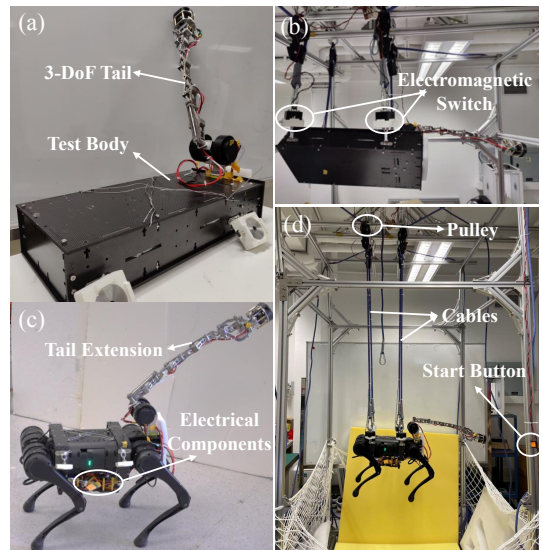 (a)
3-DoF Tail
Test Body
(b)
Electromagnetic
Switch
(c)
Tail Extension
Electrical
Components
(d)
Pulley
Cables
Start Button